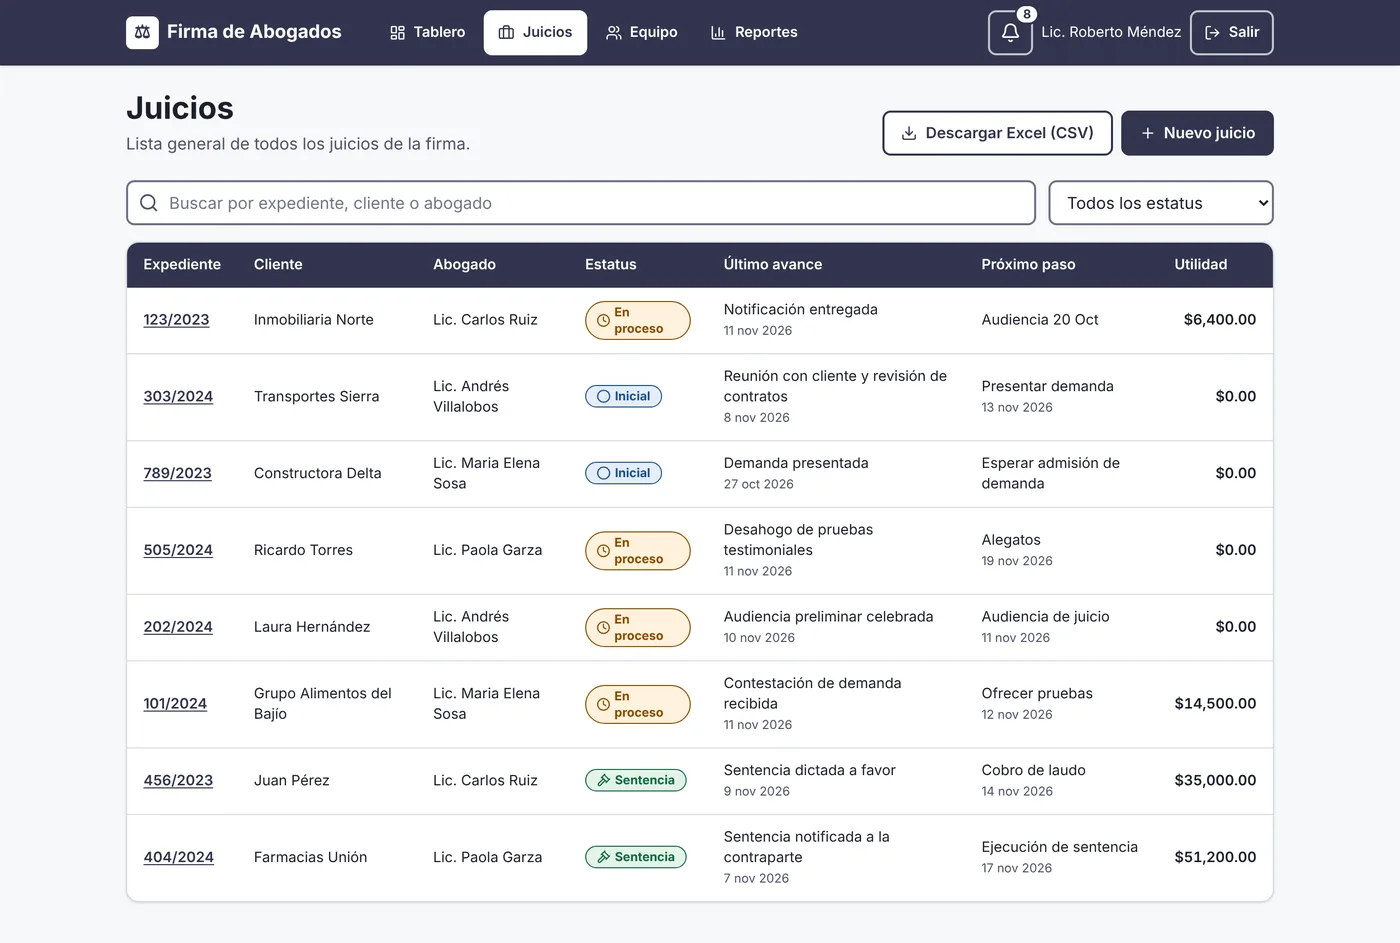 Firma de Abogados
Tablero
Juicios
Equipo
Reportes
8
Lic. Roberto Méndez
Salir
Juicios
Lista general de todos los juicios de la firma.
Descargar Excel (CSV)
Nuevo juicio
Buscar por expediente, cliente o abogado
Todos los estatus
Expediente Cliente Abogado Estatus Último avance Próximo paso Utilidad
123/2023
Inmobiliaria Norte
Lic. Carlos Ruiz
En
proceso
Notificación entregada
11 nov 2026
Audiencia 20 Oct
$6,400.00
303/2024
Transportes Sierra
Lic. Andrés
Villalobos
Inicial
Reunión con cliente y revisión de
contratos
8 nov 2026
Presentar demanda
13 nov 2026
$0.00
789/2023
Constructora Delta
Lic. Maria Elena
Sosa
Inicial
Demanda presentada
27 oct 2026
Esperar admisión de
demanda
$0.00
505/2024
Ricardo Torres
Lic. Paola Garza
En
proceso
Desahogo de pruebas
testimoniales
11 nov 2026
Alegatos
19 nov 2026
$0.00
202/2024
Laura Hernández
Lic. Andrés
Villalobos
En
proceso
Audiencia preliminar celebrada
10 nov 2026
Audiencia de juicio
11 nov 2026
$0.00
101/2024
Grupo Alimentos del
Bajío
Lic. Maria Elena
Sosa
En
proceso
Contestación de demanda
recibida
11 nov 2026
Ofrecer pruebas
12 nov 2026
$14,500.00
456/2023
Juan Pérez
Lic. Carlos Ruiz
Sentencia
Sentencia dictada a favor
9 nov 2026
Cobro de laudo
14 nov 2026
$35,000.00
404/2024
Farmacias Unión
Lic. Paola Garza
Sentencia
Sentencia notificada a la
contraparte
7 nov 2026
Ejecución de sentencia
17 nov 2026
$51,200.00